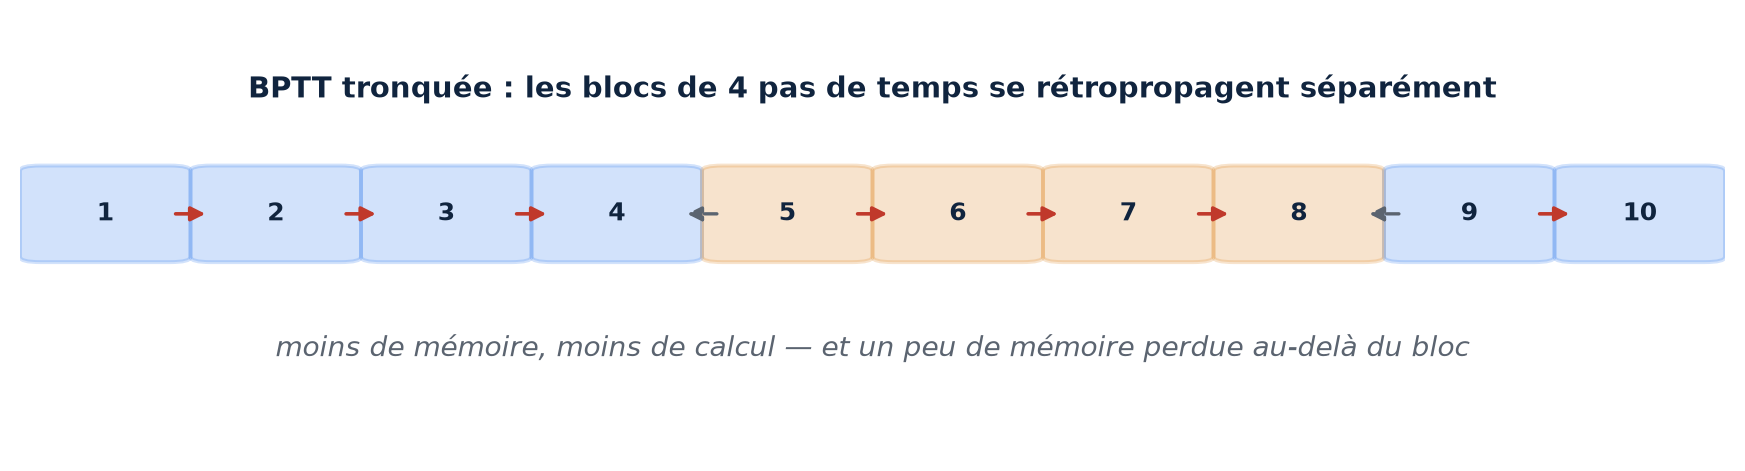 BPTT tronquée : les blocs de 4 pas de temps se rétropropagent séparément
1 2 3 4 5 6 7 8 9 10
moins de mémoire, moins de calcul — et un peu de mémoire perdue au-delà du bloc